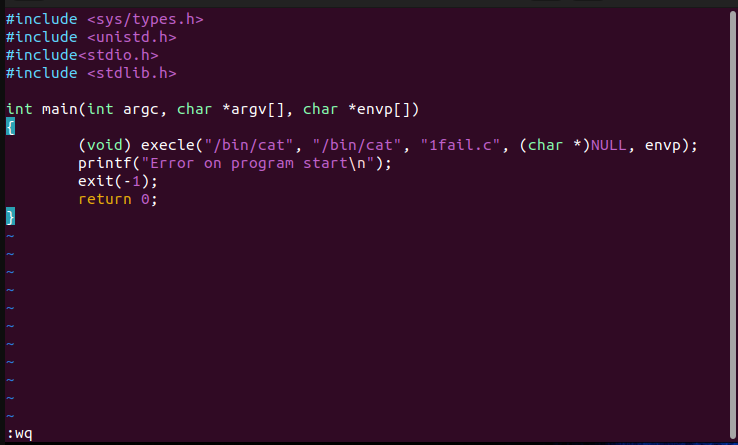 #include <sys/types.h>
#include <unistd.h>
#include<stdio.h>
#include <stdlib.h>

int main(int argc, char *argv[], char *envp[])
{
        (void) execle("/bin/cat", "/bin/cat", "1fail.c", (char *)NULL, envp);
        printf("Error on program start\n");
        exit(-1);
        return 0;
}
~
~
~
~
~
~
~
~
~
~
~
:wq